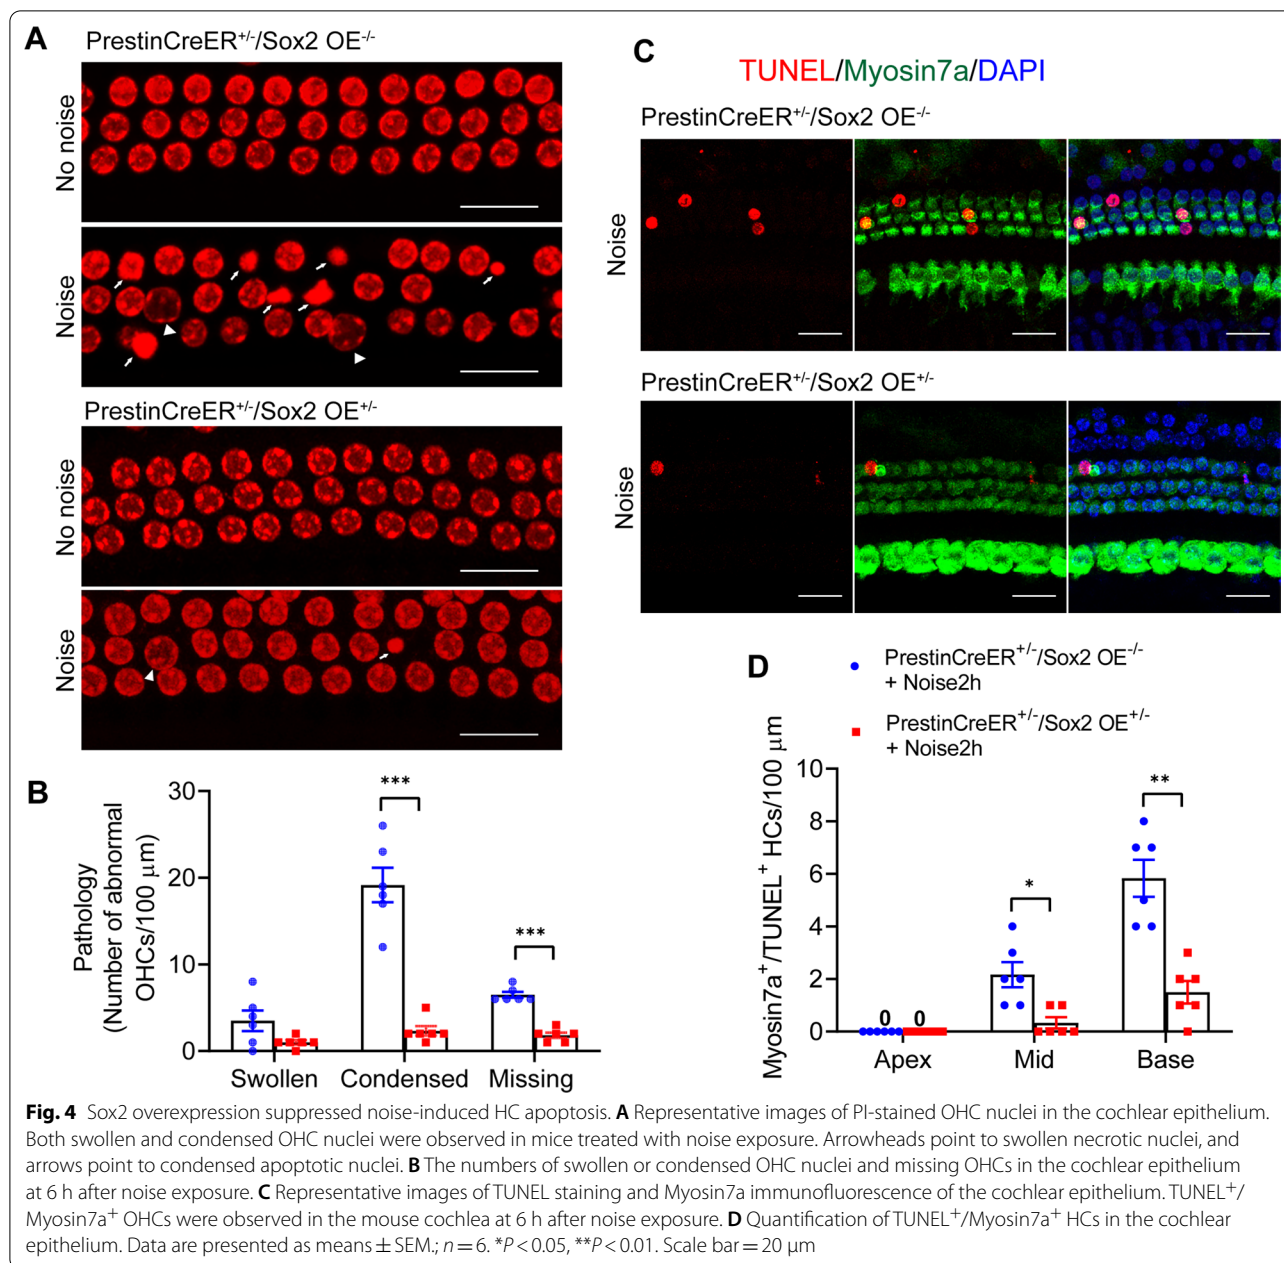 A
PrestinCreER+/-/Sox2 OE-/-
No noise
Noise
PrestinCreER+/-/Sox2 OE+/-
No noise
Noise
B
Pathology
(Number of abnormal
OHCs/100 μm)
30
20
10
0
***
***
Swollen
Condensed
Missing
C
TUNEL/Myosin7a/DAPI
PrestinCreER+/-/Sox2 OE-/-
Noise
PrestinCreER+/-/Sox2 OE+/-
Noise
D
PrestinCreER+/-/Sox2 OE-/-
+ Noise2h
PrestinCreER+/-/Sox2 OE+/-
+ Noise2h
Myosin7a+/TUNEL+ HCs/100 μm
10
8
6
4
2
0
0
0
*
**
Apex
Mid
Base
Fig. 4 Sox2 overexpression suppressed noise-induced HC apoptosis. A Representative images of PI-stained OHC nuclei in the cochlear epithelium.
Both swollen and condensed OHC nuclei were observed in mice treated with noise exposure. Arrowheads point to swollen necrotic nuclei, and
arrows point to condensed apoptotic nuclei. B The numbers of swollen or condensed OHC nuclei and missing OHCs in the cochlear epithelium
at 6 h after noise exposure. C Representative images of TUNEL staining and Myosin7a immunofluorescence of the cochlear epithelium. TUNEL+/
Myosin7a+ OHCs were observed in the mouse cochlea at 6 h after noise exposure. D Quantification of TUNEL+/Myosin7a+ HCs in the cochlear
epithelium. Data are presented as means ± SEM.; n = 6. *P < 0.05, **P < 0.01. Scale bar = 20 μm